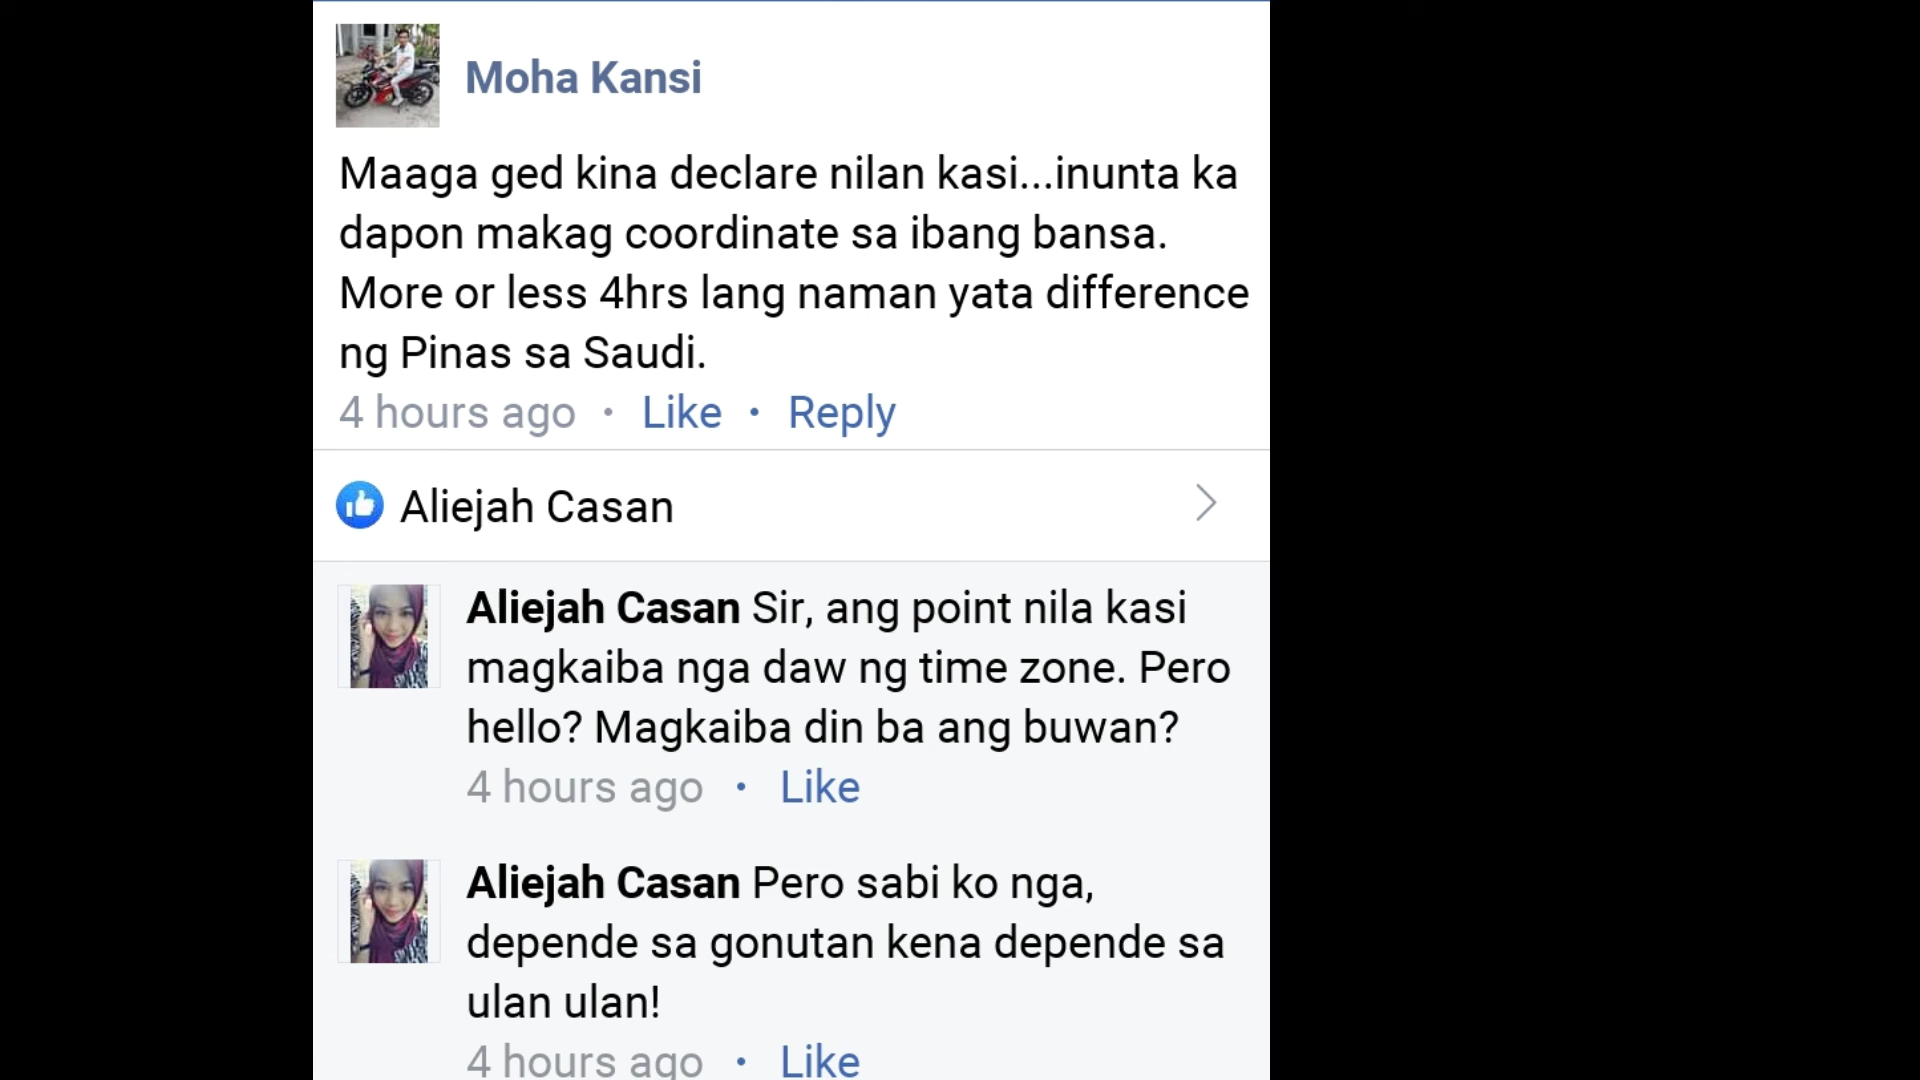 Moha Kansi
Maaga ged kina declare nilan kasi...inunta ka
dapon makag coordinate sa ibang bansa.
More or less 4hrs lang naman yata difference
ng Pinas sa Saudi.
4 hours ago • Like • Reply
Aliejah Casan
Aliejah Casan Sir, ang point nila kasi
magkaiba nga daw ng time zone. Pero
hello? Magkaiba din ba ang buwan?
4 hours ago • Like
Aliejah Casan Pero sabi ko nga,
depende sa gonutan kena depende sa
ulan ulan!
4 hours ago • Like